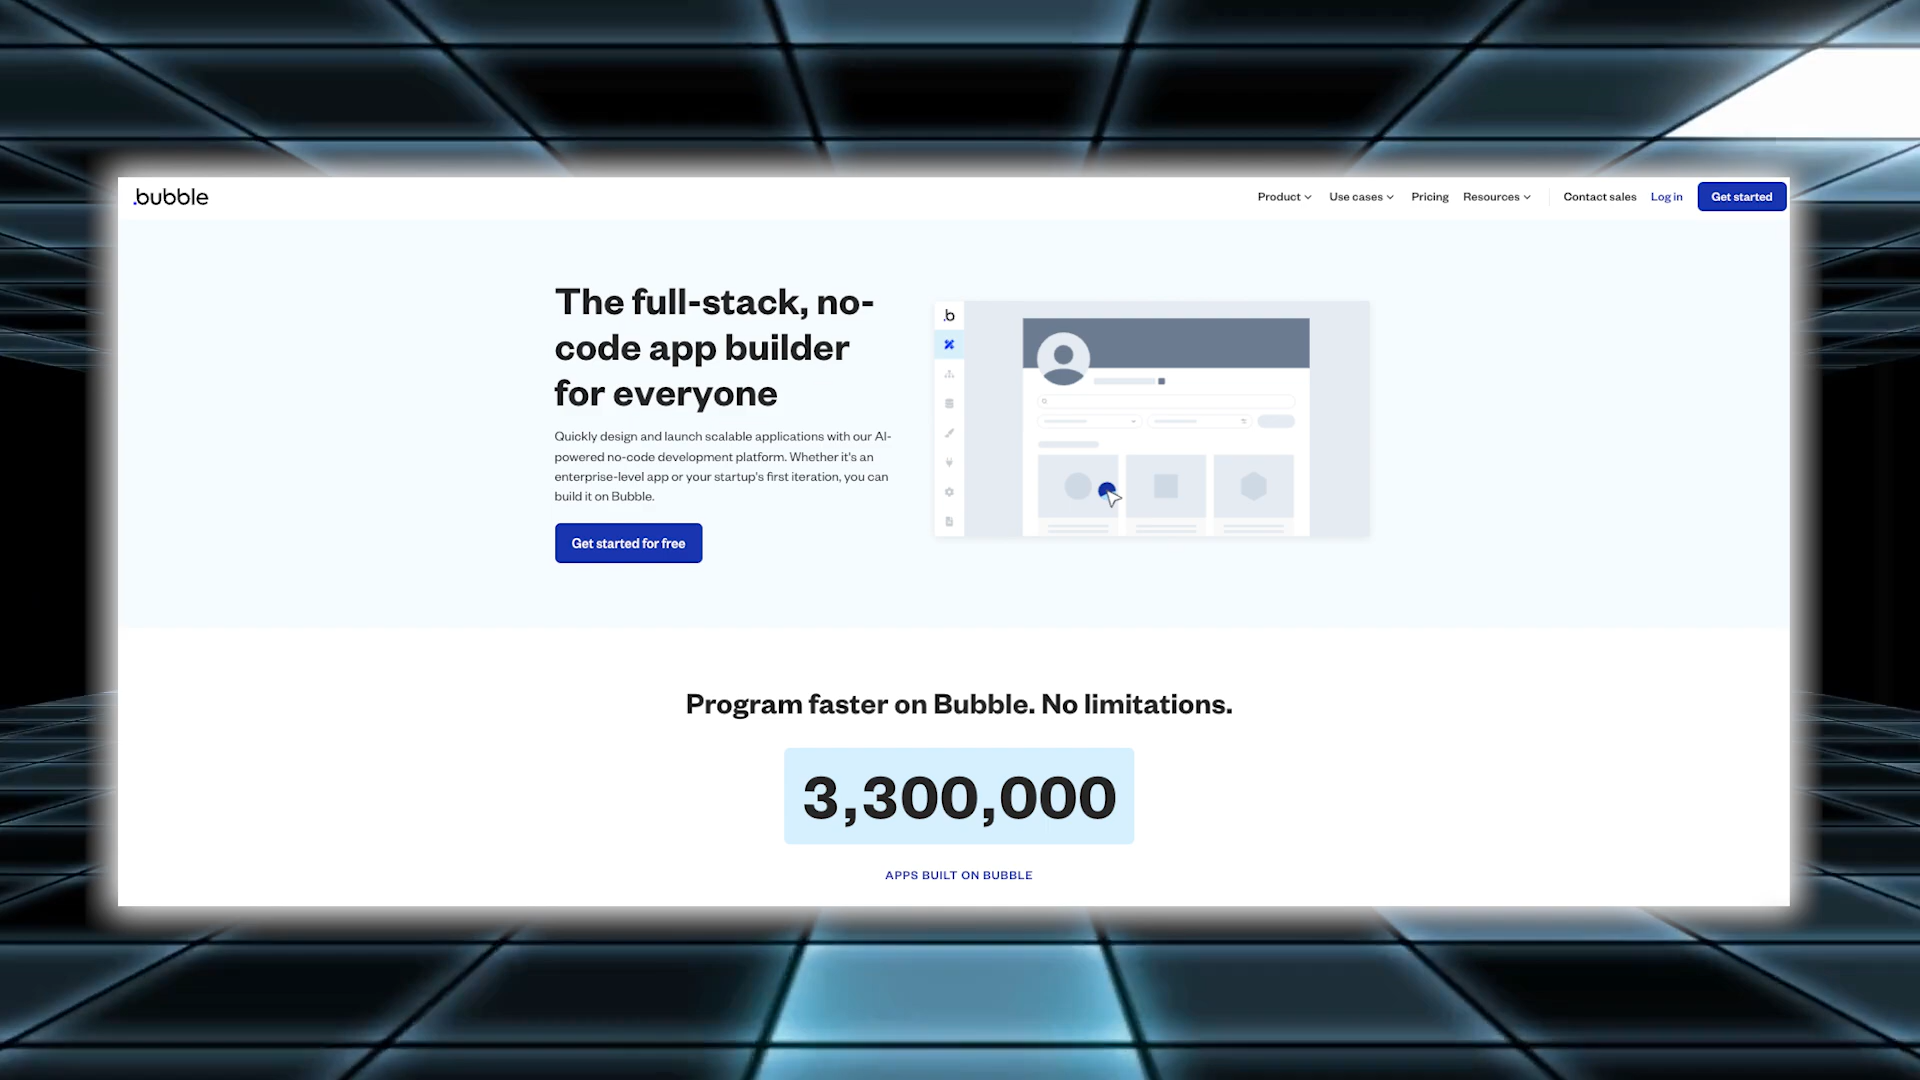 .bubble
Product
Use cases
Pricing
Resources
Contact sales
Log in
Get started
The full-stack, no-
code app builder
for everyone
Quickly design and launch scalable applications with our AI-
powered no-code development platform. Whether it's an
enterprise-level app or your startup's first iteration, you can
build it on Bubble.
Get started for free
.b
Program faster on Bubble. No limitations.
3,300,000
APPS BUILT ON BUBBLE